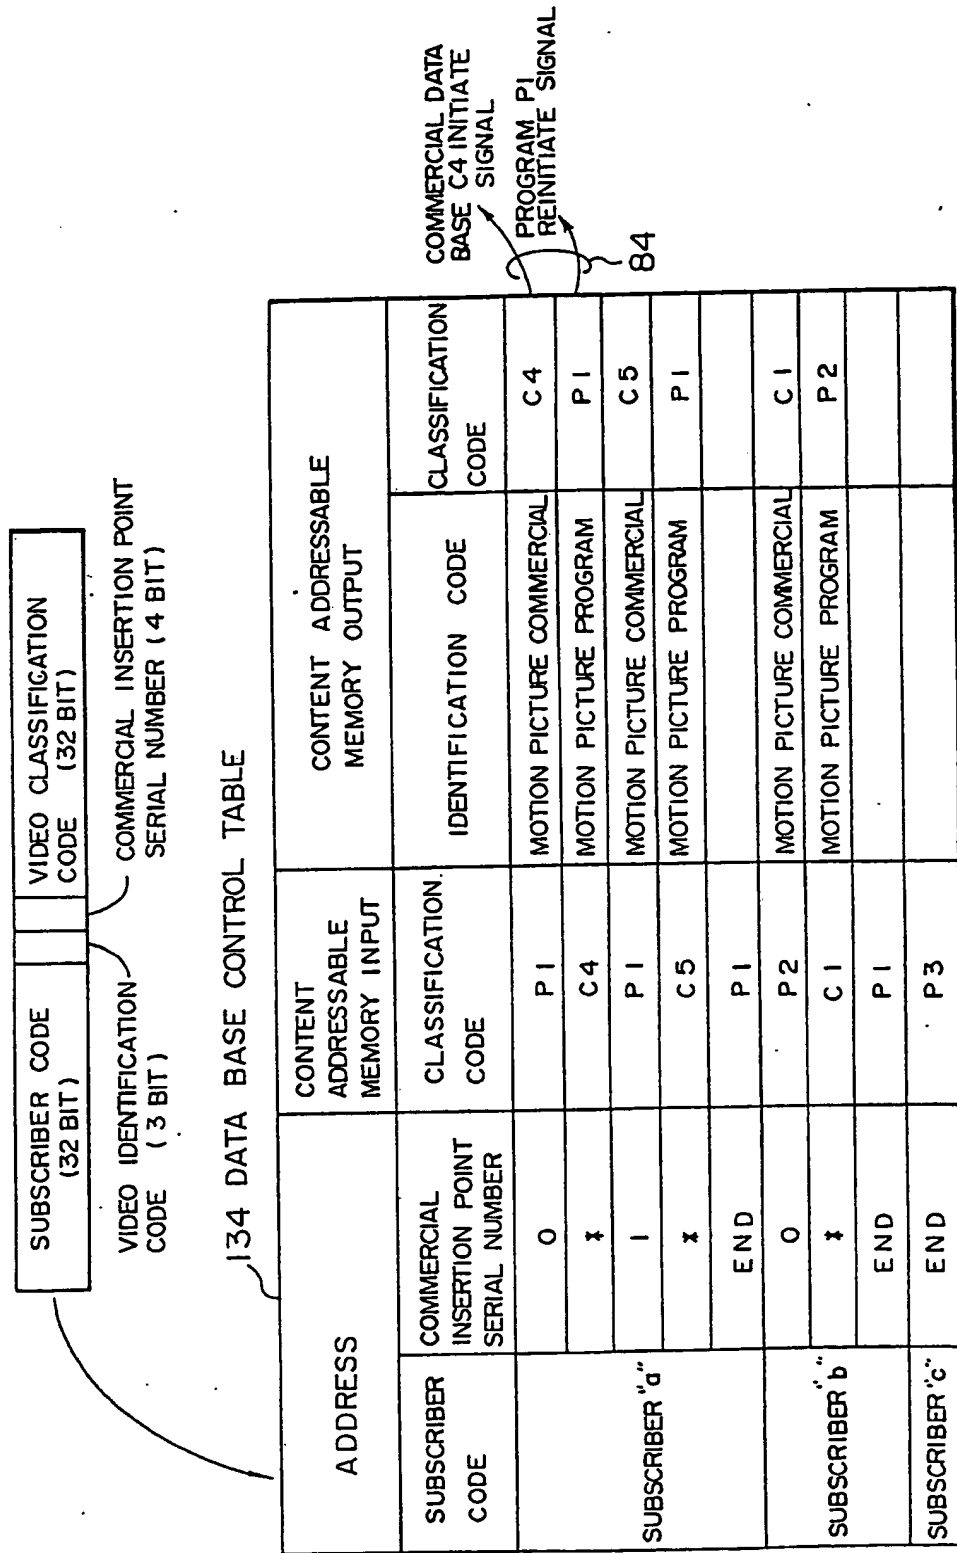 SUBSCRIBER CODE
(32 BIT)
VIDEO CLASSIFICATION
CODE (32 BIT)
VIDEO IDENTIFICATION
CODE (3 BIT)
COMMERCIAL INSERTION POINT
SERIAL NUMBER (4 BIT)
134 DATA BASE CONTROL TABLE
ADDRESS
CONTENT
ADDRESSABLE
MEMORY INPUT
CONTENT ADDRESSABLE
MEMORY OUTPUT
SUBSCRIBER
CODE
COMMERCIAL
INSERTION POINT
SERIAL NUMBER
CLASSIFICATION.
CODE
IDENTIFICATION CODE
CLASSIFICATION
CODE
SUBSCRIBER "a"
0 P1 MOTION PICTURE COMMERCIAL C4
* C4 MOTION PICTURE PROGRAM P1
1 P1 MOTION PICTURE COMMERCIAL C5
* C5 MOTION PICTURE PROGRAM P1
END P1
SUBSCRIBER "b"
0 P2 MOTION PICTURE COMMERCIAL C1
* C1 MOTION PICTURE PROGRAM P2
END P1
SUBSCRIBER "c" END P3
COMMERCIAL DATA
BASE C4 INITIATE
SIGNAL
PROGRAM P1
REINITIATE SIGNAL
84